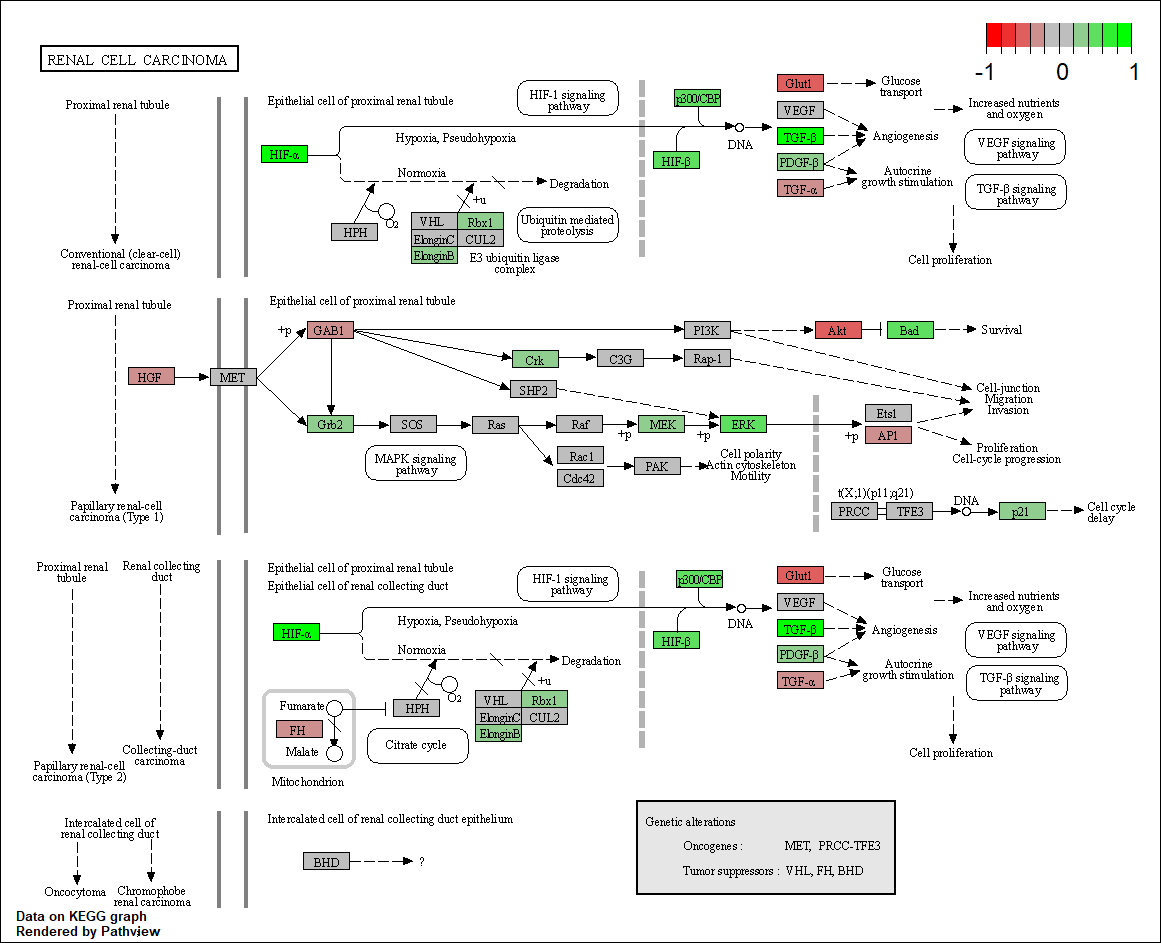 RENAL CELL CARCINOMA
-1 0 1
Proximal renal tubule
Conventional (clear-cell)
renal-cell carcinoma
Epithelial cell of proximal renal tubule
HIF-1 signaling
pathway
HIF-α
Hypoxia, Pseudohypoxia
Normoxia
Degradation
HPH
O2
+u
VHL
Rbx1
ElonginC
CUL2
ElonginB
E3 ubiquitin ligase
complex
Ubiquitin mediated
proteolysis
p300/CBP
HIF-β
DNA
Glut1
VEGF
TGF-β
PDGF-β
TGF-α
Glucose
transport
Angiogenesis
Autocrine
growth stimulation
Increased nutrients
and oxygen
VEGF signaling
pathway
TGF-β signaling
pathway
Cell proliferation
Proximal renal tubule
Papillary renal-cell
carcinoma (Type 1)
Epithelial cell of proximal renal tubule
HGF
MET
+p
GAB1
PI3K
Akt
Bad
Survival
Crk
C3G
Rap-1
SHP2
Cell-junction
Migration
Invasion
Grb2
SOS
Ras
Raf
+p
MEK
+p
ERK
+p
Ets1
AP1
Proliferation
Cell-cycle progression
MAPK signaling
pathway
Rac1
Cdc42
PAK
Cell polarity
Actin cytoskeleton
Motility
t(X;1)(p11;q21)
PRCC
TFE3
DNA
p21
Cell cycle
delay
Proximal renal
tubule
Renal collecting
duct
Papillary renal-cell
carcinoma (Type 2)
Collecting-duct
carcinoma
Epithelial cell of proximal renal tubule
Epithelial cell of renal collecting duct
HIF-1 signaling
pathway
HIF-α
Hypoxia, Pseudohypoxia
Normoxia
Degradation
Fumarate
FH
Malate
Mitochondrion
HPH
O2
+u
Citrate cycle
VHL
Rbx1
ElonginC
CUL2
ElonginB
p300/CBP
HIF-β
DNA
Glut1
VEGF
TGF-β
PDGF-β
TGF-α
Glucose
transport
Angiogenesis
Autocrine
growth stimulation
Increased nutrients
and oxygen
VEGF signaling
pathway
TGF-β signaling
pathway
Cell proliferation
Intercalated cell of
renal collecting duct
Oncocytoma
Chromophobe
renal carcinoma
Intercalated cell of renal collecting duct epithelium
BHD
?
Genetic alterations
Oncogenes : MET, PRCC-TFE3
Tumor suppressors : VHL, FH, BHD
Data on KEGG graph
Rendered by Pathview